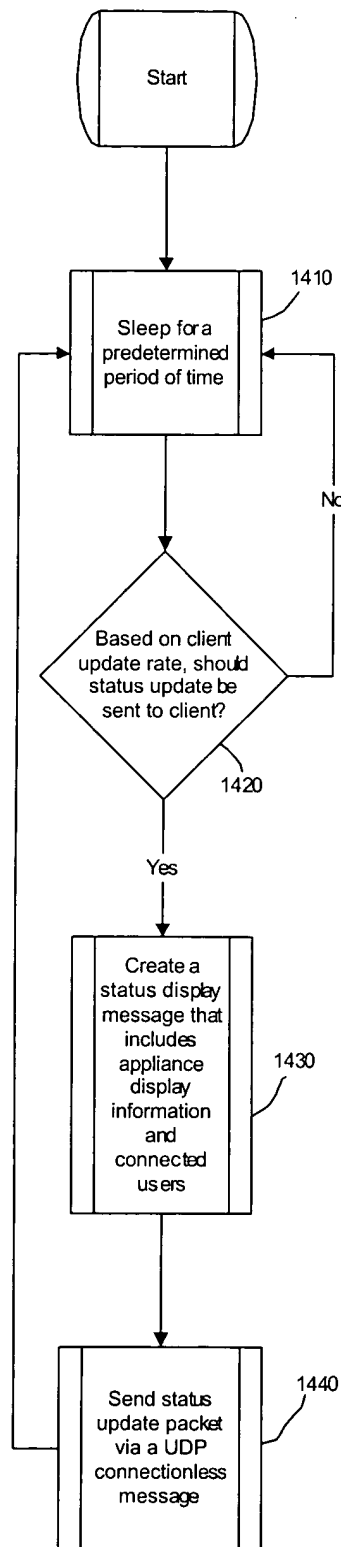 Start
1410
Sleep for a
predetermined
period of time
No
Based on client
update rate, should
status update be
sent to client?
1420
Yes
Create a
status display
message that
includes
appliance
display
information
and
connected
users
1430
1440
Send status
update packet
via a UDP
connectionless
message